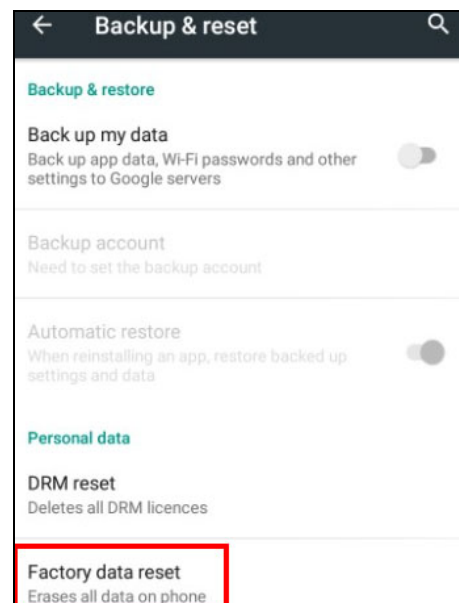 Backup & reset
Backup & restore
Back up my data
Back up app data, Wi-Fi passwords and other
settings to Google servers
Backup account
Need to set the backup account
Automatic restore
When reinstalling an app, restore backed up
settings and data
Personal data
DRM reset
Deletes all DRM licences
Factory data reset
Erases all data on phone